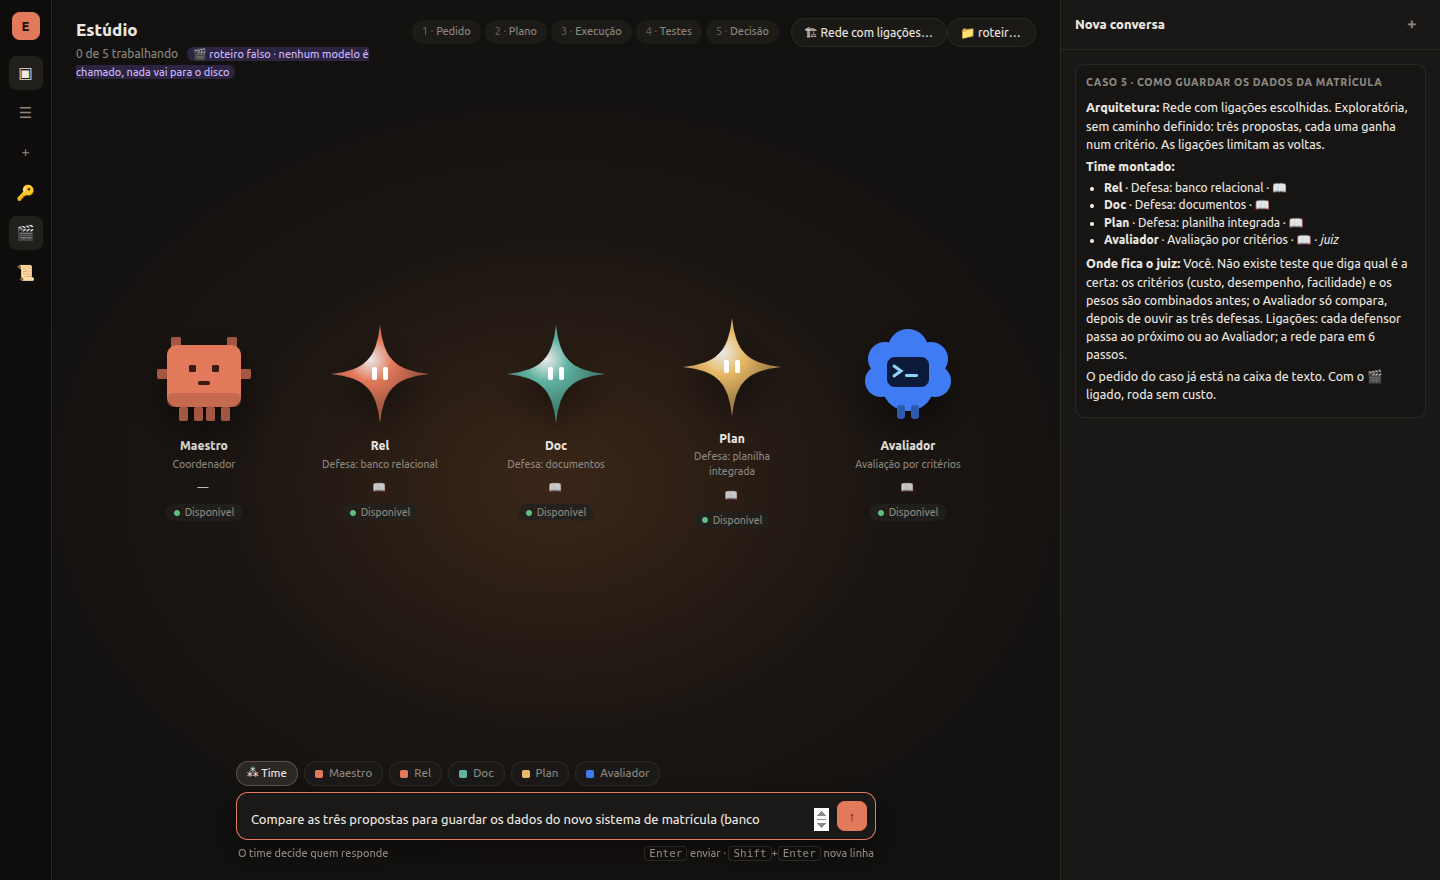 E
Estúdio
0 de 5 trabalhando 🎬 roteiro falso · nenhum modelo é
chamado, nada vai para o disco
1 · Pedido
2 · Plano
3 · Execução
4 · Testes
5 · Decisão
🏗 Rede com ligações…
📁 roteir…
Maestro
Coordenador
—
Disponível
Rel
Defesa: banco relacional
📖
Disponível
Doc
Defesa: documentos
📖
Disponível
Plan
Defesa: planilha
integrada
📖
Disponível
Avaliador
Avaliação por critérios
📖
Disponível
⁂ Time
Maestro
Rel
Doc
Plan
Avaliador
Compare as três propostas para guardar os dados do novo sistema de matrícula (banco
↑
O time decide quem responde
Enter enviar · Shift+Enter nova linha
Nova conversa
+
CASO 5 · COMO GUARDAR OS DADOS DA MATRÍCULA
Arquitetura: Rede com ligações escolhidas. Exploratória,
sem caminho definido: três propostas, cada uma ganha
num critério. As ligações limitam as voltas.
Time montado:
• Rel · Defesa: banco relacional · 📖
• Doc · Defesa: documentos · 📖
• Plan · Defesa: planilha integrada · 📖
• Avaliador · Avaliação por critérios · 📖 · juiz
Onde fica o juiz: Você. Não existe teste que diga qual é a
certa: os critérios (custo, desempenho, facilidade) e os
pesos são combinados antes; o Avaliador só compara,
depois de ouvir as três defesas. Ligações: cada defensor
passa ao próximo ou ao Avaliador; a rede para em 6
passos.
O pedido do caso já está na caixa de texto. Com o 🎬
ligado, roda sem custo.